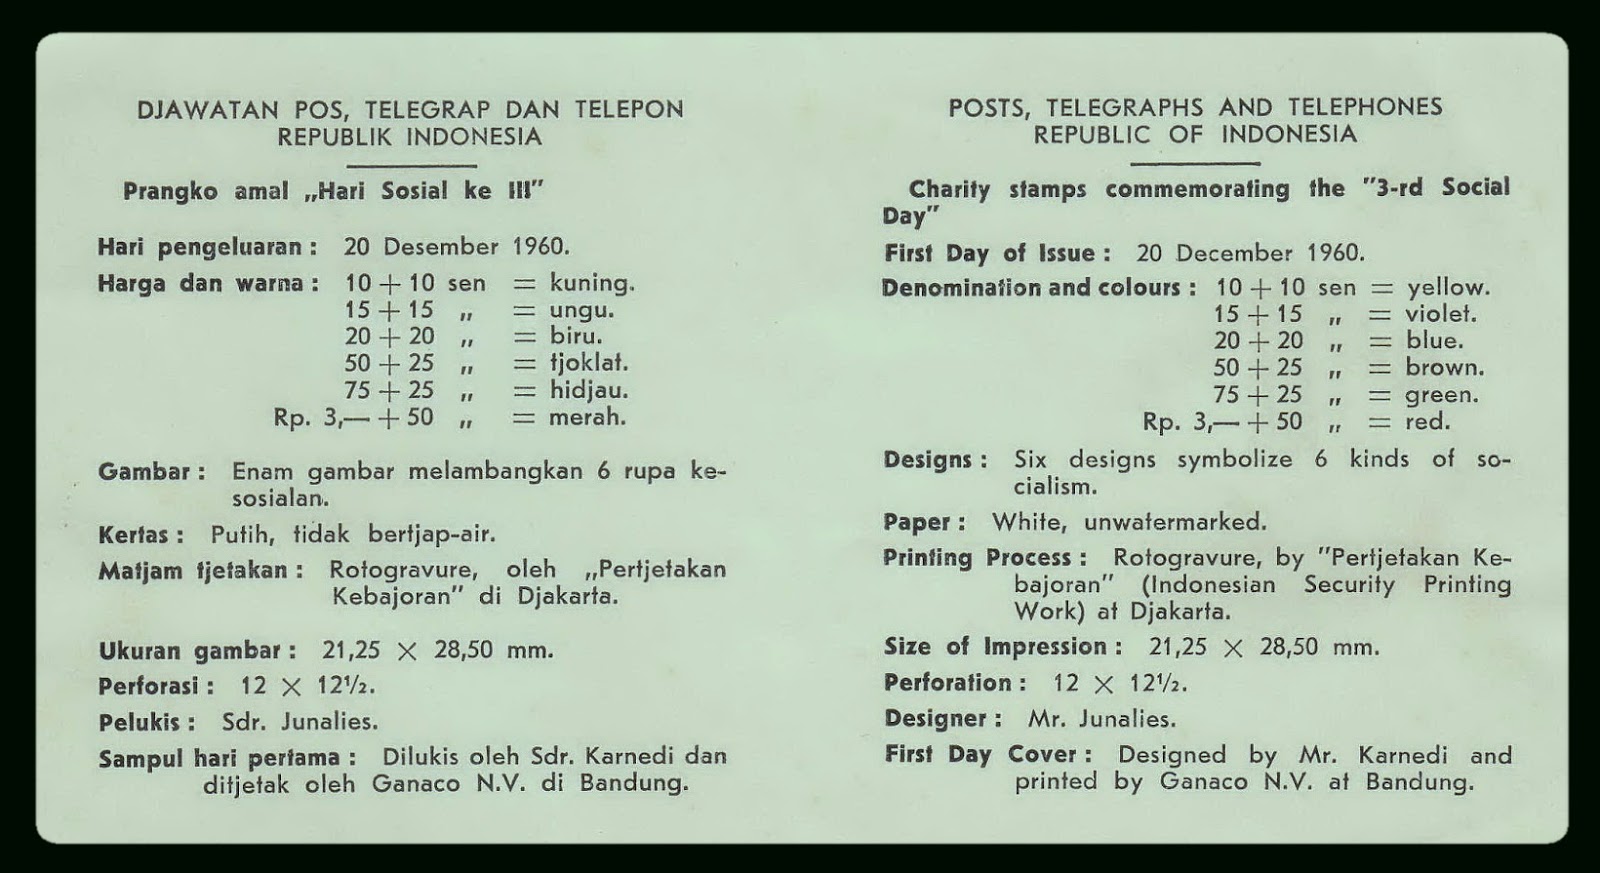 DJAWATAN POS, TELEGRAP DAN TELEPON
REPUBLIK INDONESIA
Prangko amal „Hari Sosial ke III"
Hari pengeluaran : 20 Desember 1960.
Harga dan warna : 10 + 10 sen = kuning.
15 + 15 „ = ungu.
20 + 20 „ = biru.
50 + 25 „ = tjoklat.
75 + 25 „ = hidjau.
Rp. 3,— + 50 „ = merah.
Gambar : Enam gambar melambangkan 6 rupa ke-
sosialan.
Kertas : Putih, tidak bertjap-air.
Matjam tjetakan : Rotogravure, oleh „Pertjetakan
Kebajoran" di Djakarta.
Ukuran gambar : 21,25 × 28,50 mm.
Perforasi : 12 × 12½.
Pelukis : Sdr. Junalies.
Sampul hari pertama : Dilukis oleh Sdr. Karnedi dan
ditjetak oleh Ganaco N.V. di Bandung.
POSTS, TELEGRAPHS AND TELEPHONES
REPUBLIC OF INDONESIA
Charity stamps commemorating the "3-rd Social
Day"
First Day of Issue : 20 December 1960.
Denomination and colours : 10 + 10 sen = yellow.
15 + 15 „ = violet.
20 + 20 „ = blue.
50 + 25 „ = brown.
75 + 25 „ = green.
Rp. 3,— + 50 „ = red.
Designs : Six designs symbolize 6 kinds of so-
cialism.
Paper : White, unwatermarked.
Printing Process : Rotogravure, by "Pertjetakan Ke-
bajoran" (Indonesian Security Printing
Work) at Djakarta.
Size of Impression : 21,25 × 28,50 mm.
Perforation : 12 × 12½.
Designer : Mr. Junalies.
First Day Cover : Designed by Mr. Karnedi and
printed by Ganaco N.V. at Bandung.